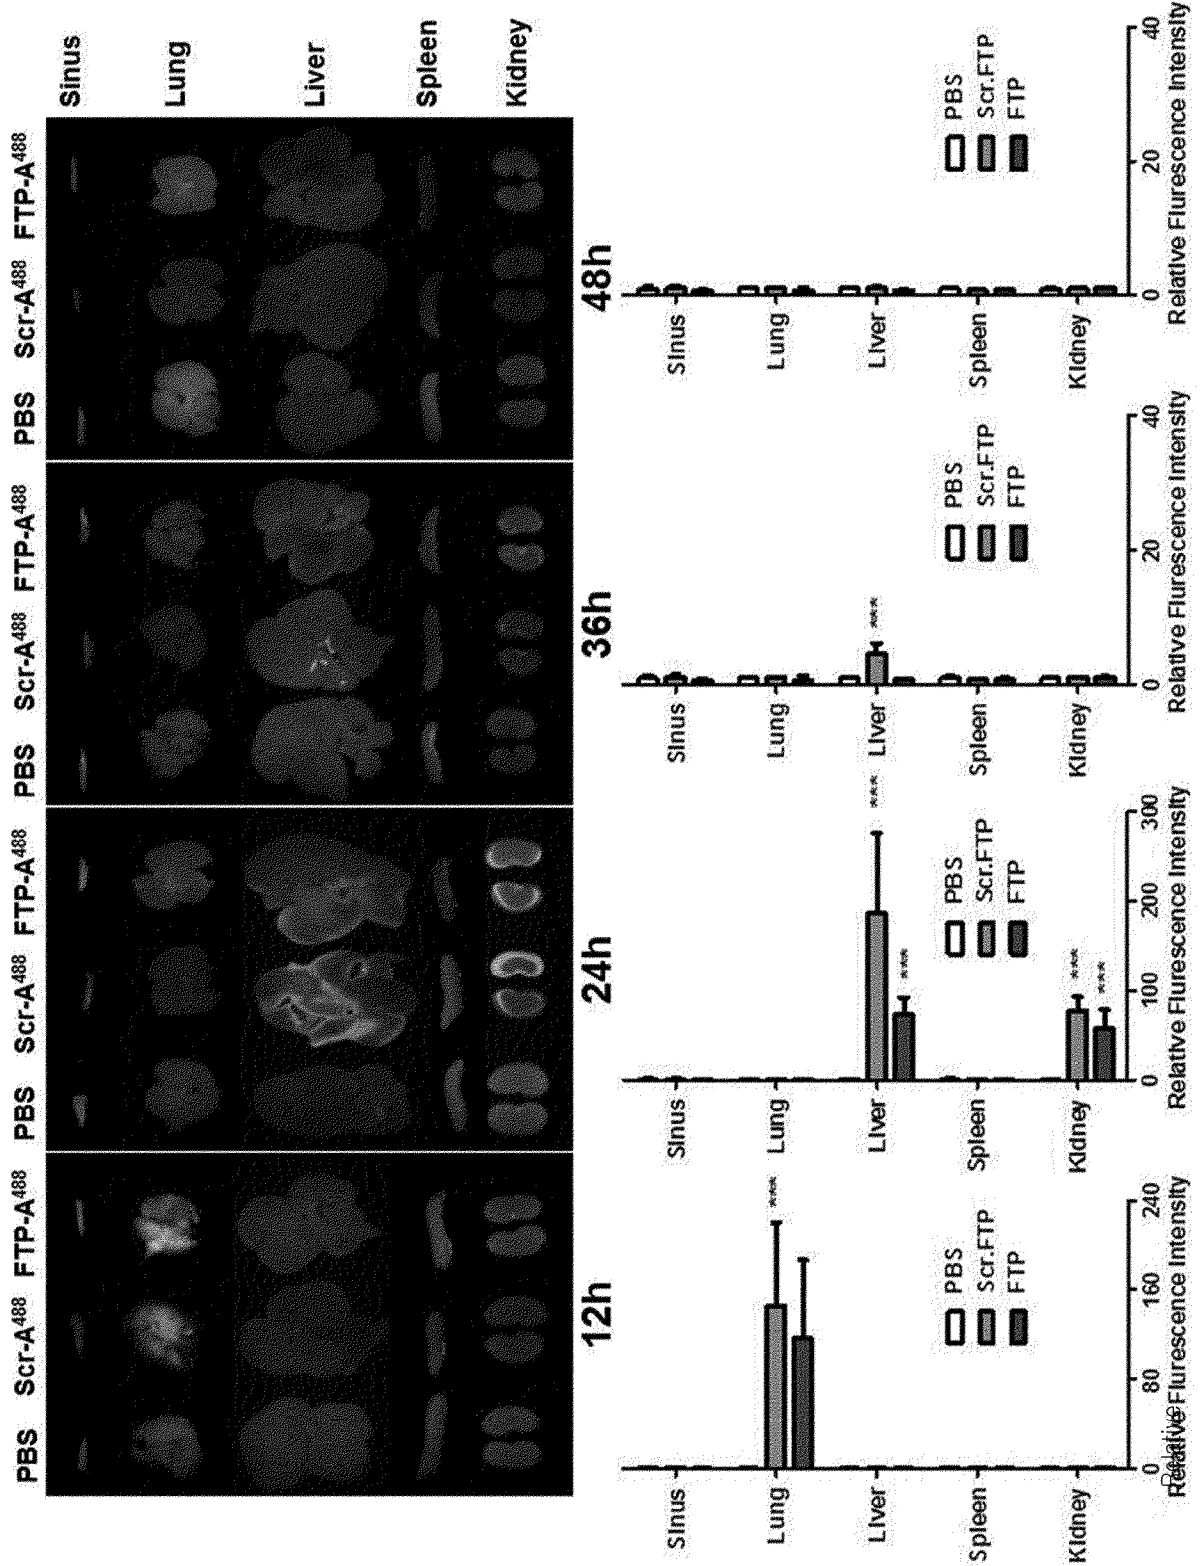 PBS Scr-A488 FTP-A488 PBS Scr-A488 FTP-A488 PBS Scr-A488 FTP-A488 PBS Scr-A488 FTP-A488
Sinus
Lung
Liver
Spleen
Kidney
12h
Sinus
Lung
***
Liver
Spleen
Kidney
PBS
Scr.FTP
FTP
0 80 160 240
Relative Flurescence Intensity
24h
Sinus
Lung
Liver
***
***
Spleen
Kidney
***
***
PBS
Scr.FTP
FTP
0 100 200 300
Relative Flurescence Intensity
36h
Sinus
Lung
Liver
***
Spleen
Kidney
PBS
Scr.FTP
FTP
0 20 40
Relative Flurescence Intensity
48h
Sinus
Lung
Liver
Spleen
Kidney
PBS
Scr.FTP
FTP
0 20 40
Relative Flurescence Intensity